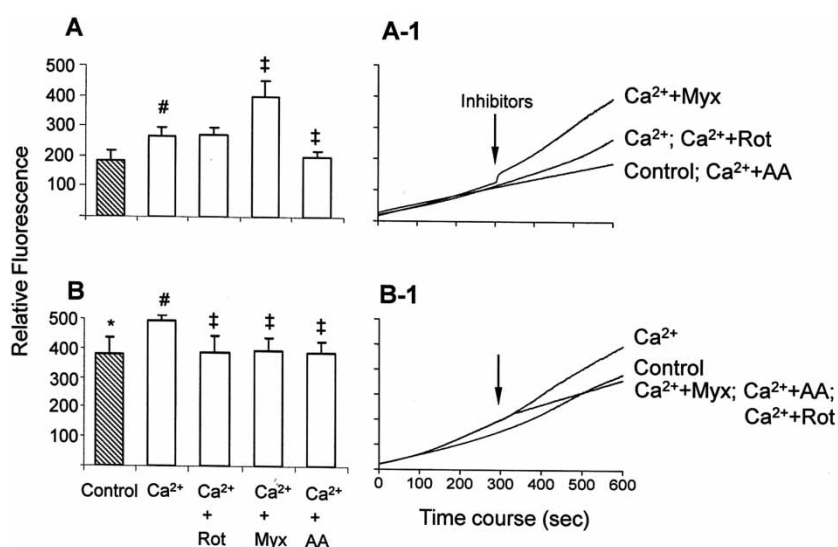 A
500
400
300
200
100
#
‡
‡
A-1
Inhibitors
Ca²⁺+Myx
Ca²⁺; Ca²⁺+Rot
Control; Ca²⁺+AA
Relative Fluorescence
B
500
400
300
200
100
*
#
‡
‡
‡
Control
Ca²⁺
Ca²⁺
+
Rot
Ca²⁺
+
Myx
Ca²⁺
+
AA
B-1
Ca²⁺
Control
Ca²⁺+Myx; Ca²⁺+AA;
Ca²⁺+Rot
0 100 200 300 400 500 600
Time course (sec)